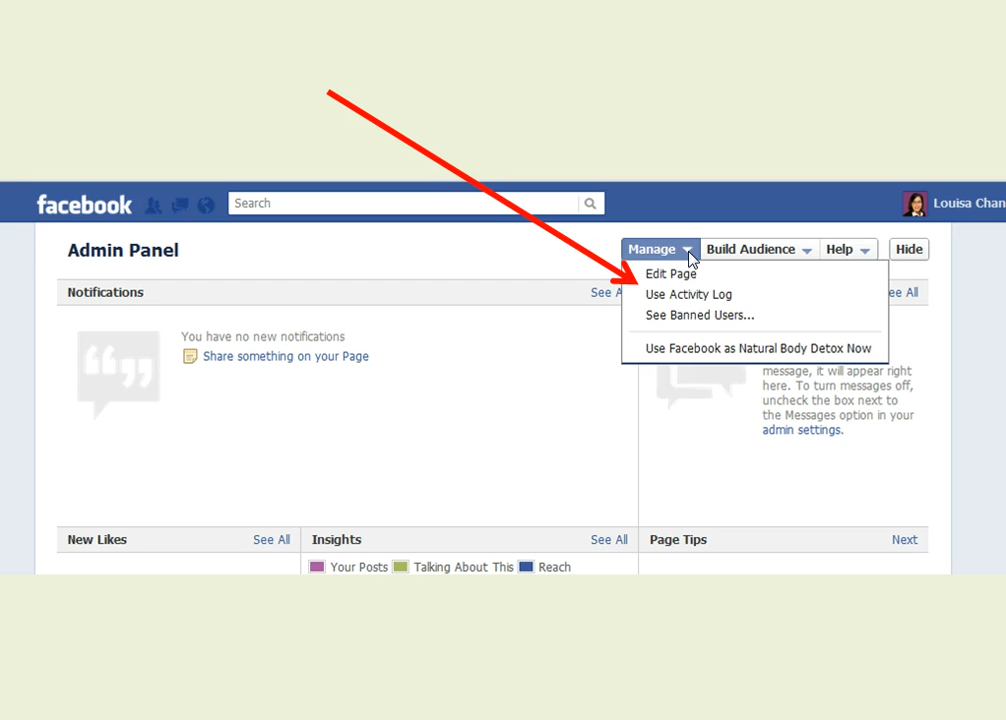 facebook
Search
Louisa Chan
Admin Panel
Manage
Build Audience
Help
Hide
Notifications
See A
ee All
Edit Page
Use Activity Log
See Banned Users...
Use Facebook as Natural Body Detox Now
You have no new notifications
Share something on your Page
message, it will appear right
here. To turn messages off,
uncheck the box next to
the Messages option in your
admin settings.
New Likes
See All
Insights
See All
Page Tips
Next
Your Posts
Talking About This
Reach